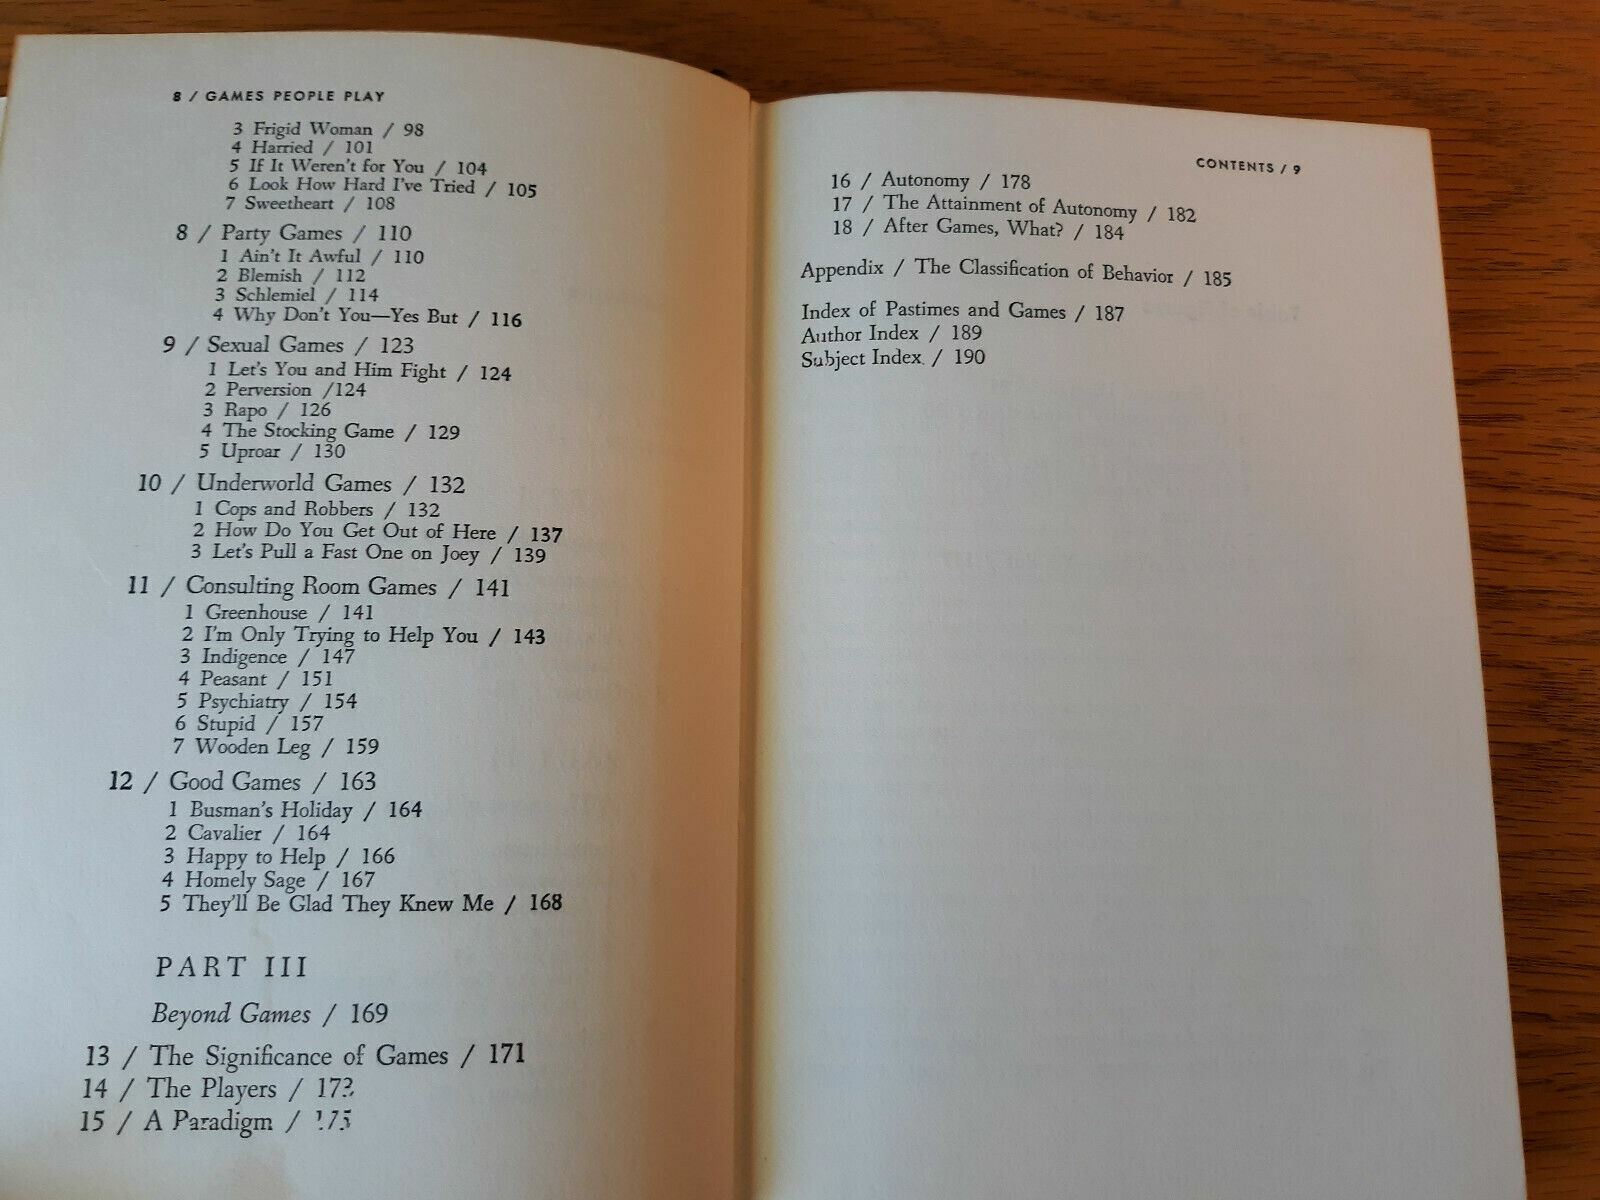 8 / GAMES PEOPLE PLAY
3 Frigid Woman / 98
4 Harried / 101
5 If It Weren't for You / 104
6 Look How Hard I've Tried / 105
7 Sweetheart / 108
8 / Party Games / 110
1 Ain't It Awful / 110
2 Blemish / 112
3 Schlemiel / 114
4 Why Don't You—Yes But / 116
9 / Sexual Games / 123
1 Let's You and Him Fight / 124
2 Perversion /124
3 Rapo / 126
4 The Stocking Game / 129
5 Uproar / 130
10 / Underworld Games / 132
1 Cops and Robbers / 132
2 How Do You Get Out of Here / 137
3 Let's Pull a Fast One on Joey / 139
11 / Consulting Room Games / 141
1 Greenhouse / 141
2 I'm Only Trying to Help You / 143
3 Indigence / 147
4 Peasant / 151
5 Psychiatry / 154
6 Stupid / 157
7 Wooden Leg / 159
12 / Good Games / 163
1 Busman's Holiday / 164
2 Cavalier / 164
3 Happy to Help / 166
4 Homely Sage / 167
5 They'll Be Glad They Knew Me / 168
PART III
Beyond Games / 169
13 / The Significance of Games / 171
14 / The Players /
15 / A Paradigm / 175
CONTENTS / 9
16 / Autonomy / 178
17 / The Attainment of Autonomy / 182
18 / After Games, What? / 184
Appendix / The Classification of Behavior / 185
Index of Pastimes and Games / 187
Author Index / 189
Subject Index / 190